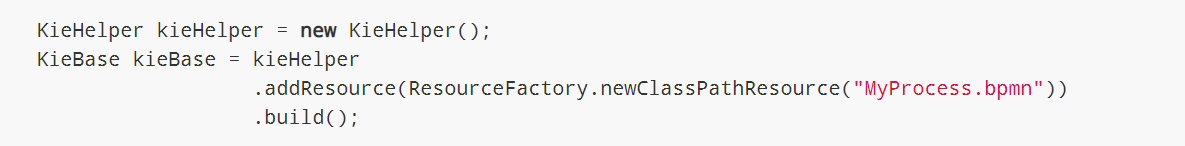 KieHelper kieHelper = new KieHelper();
KieBase kieBase = kieHelper
.addResource(ResourceFactory.newClassPathResource("MyProcess.bpmn"))
.build();